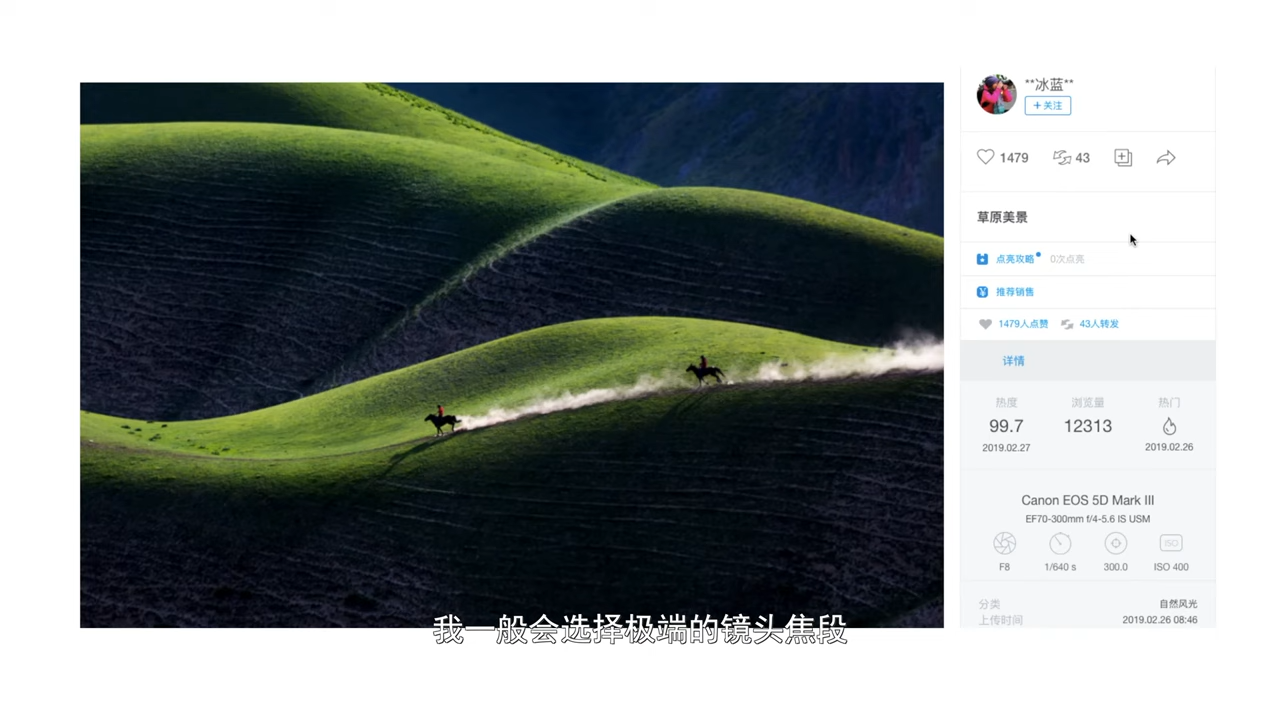 **冰蓝**
+关注
1479 43
草原美景
点亮攻略 0次点亮
推荐销售
1479人点赞 43人转发
详情
热度 浏览量 热门
99.7 12313
2019.02.27 2019.02.26
Canon EOS 5D Mark III
EF70-300mm f/4-5.6 IS USM
ISO
F8 1/640 s 300.0 ISO 400
分类 自然风光
上传时间 2019.02.26 08:46
我一般会选择极端的镜头焦段